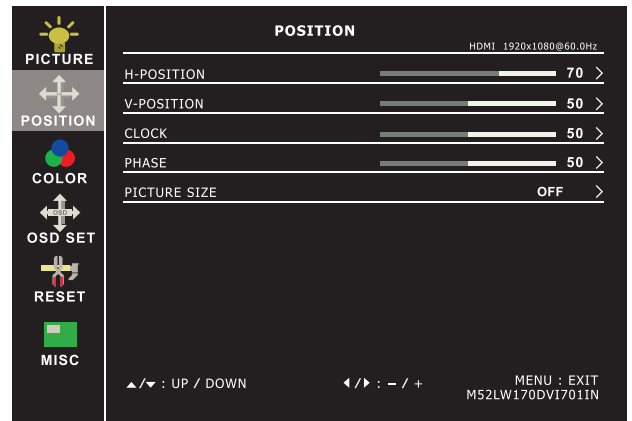 PICTURE
POSITION
COLOR
OSD
OSD SET
RESET
MISC
POSITION
HDMI 1920x1080@60.0Hz
H-POSITION 70 >
V-POSITION 50 >
CLOCK 50 >
PHASE 50 >
PICTURE SIZE OFF >
▲/▼ : UP / DOWN ◀/▶ : – / + MENU : EXIT
M52LW170DVI701IN